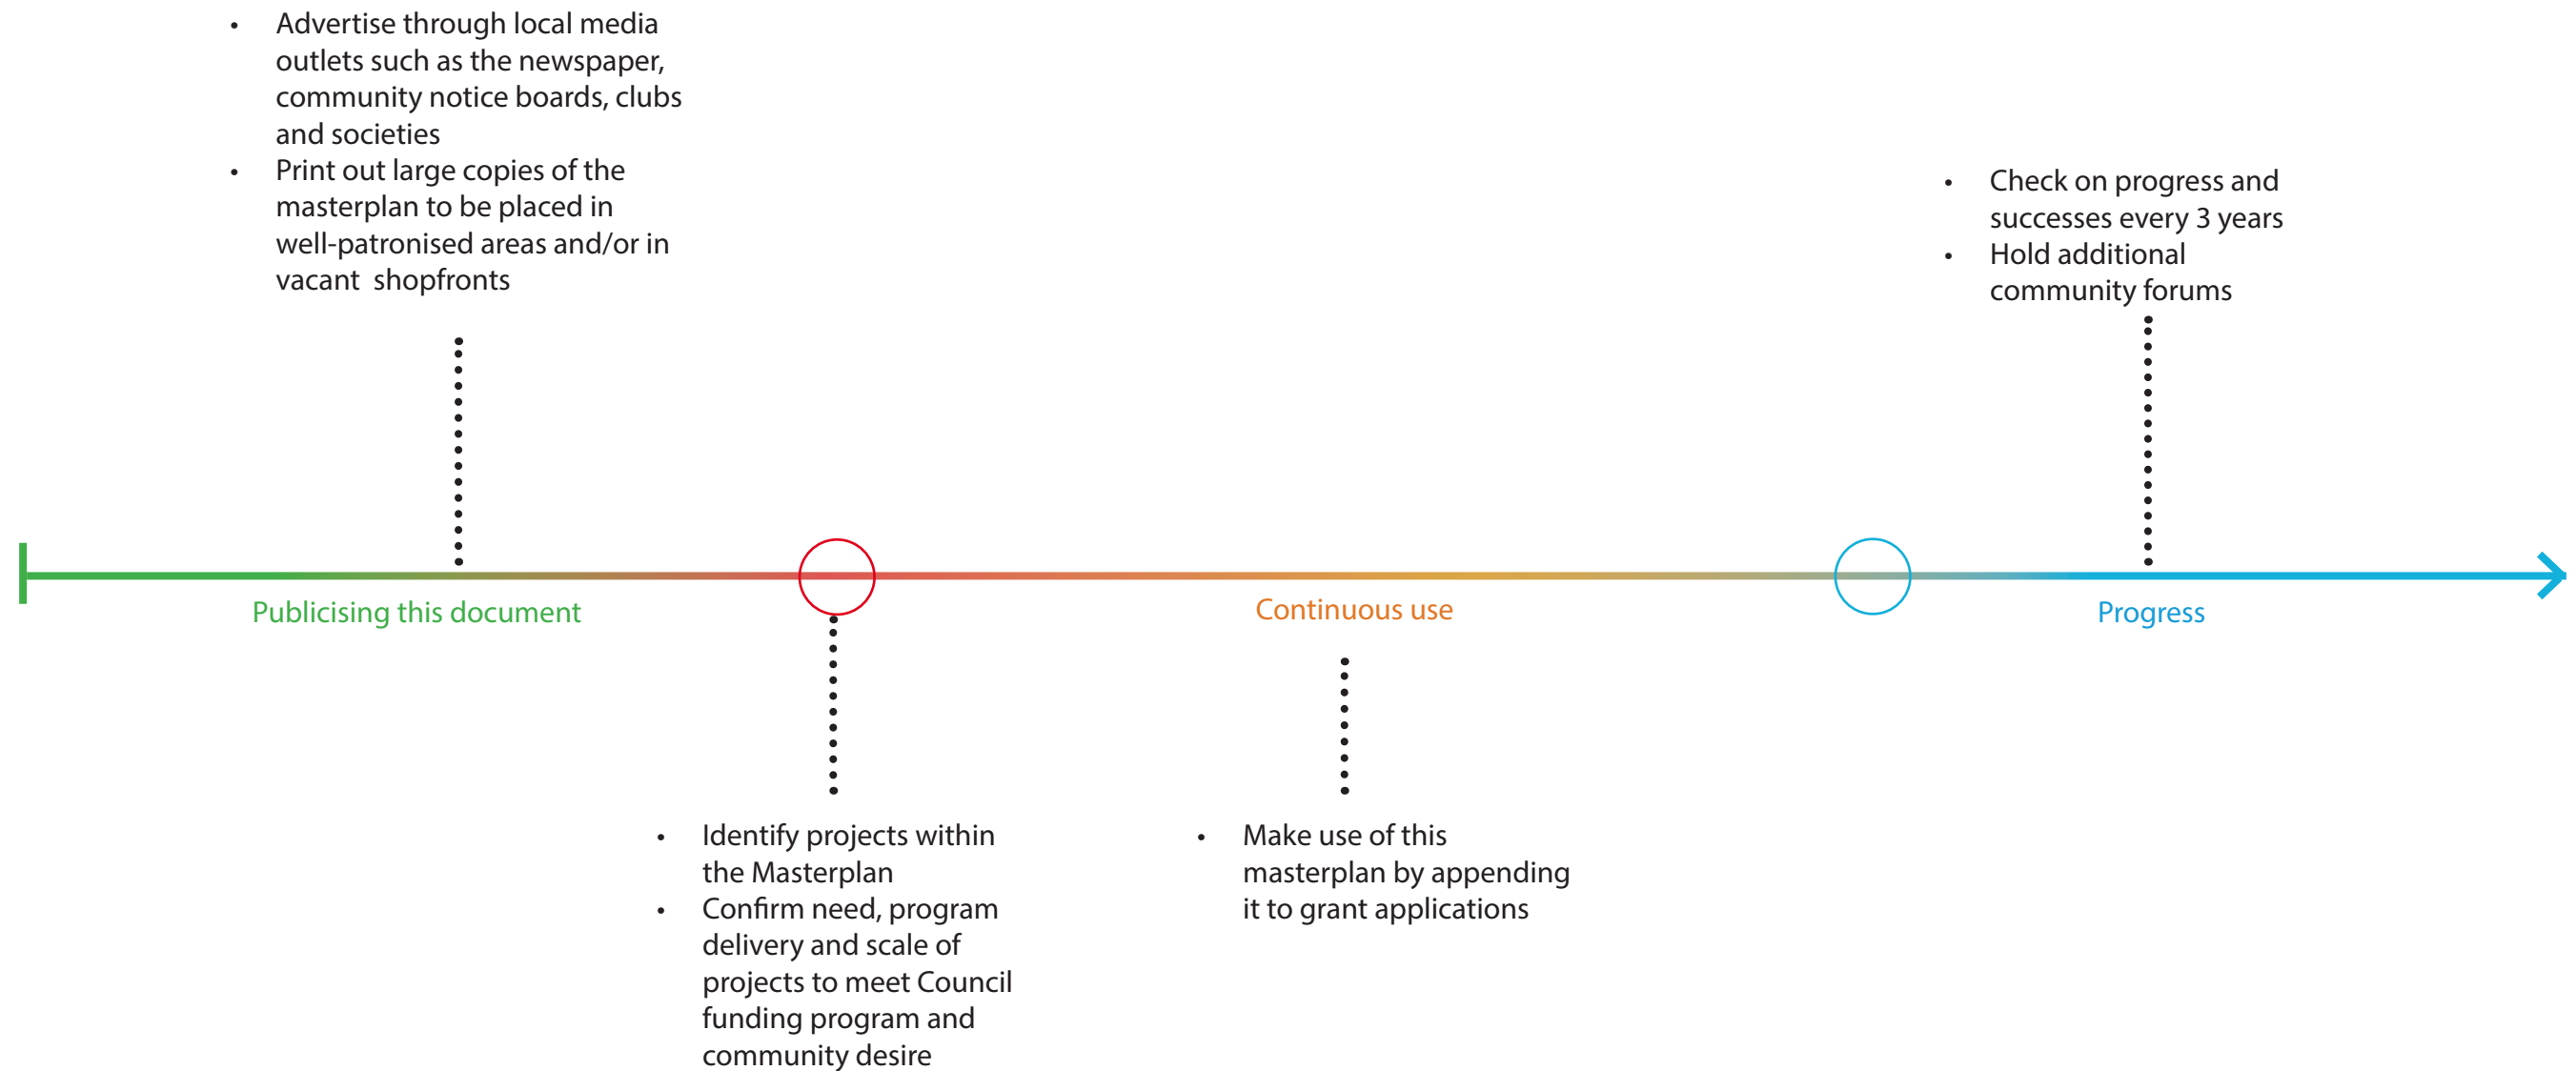 • Advertise through local media
outlets such as the newspaper,
community notice boards, clubs
and societies
• Print out large copies of the
masterplan to be placed in
well-patronised areas and/or in
vacant  shopfronts
• Check on progress and
successes every 3 years
• Hold additional
community forums
Publicising this document
Continuous use
Progress
• Identify projects within
the Masterplan
• Confirm need, program
delivery and scale of
projects to meet Council
funding program and
community desire
• Make use of this
masterplan by appending
it to grant applications